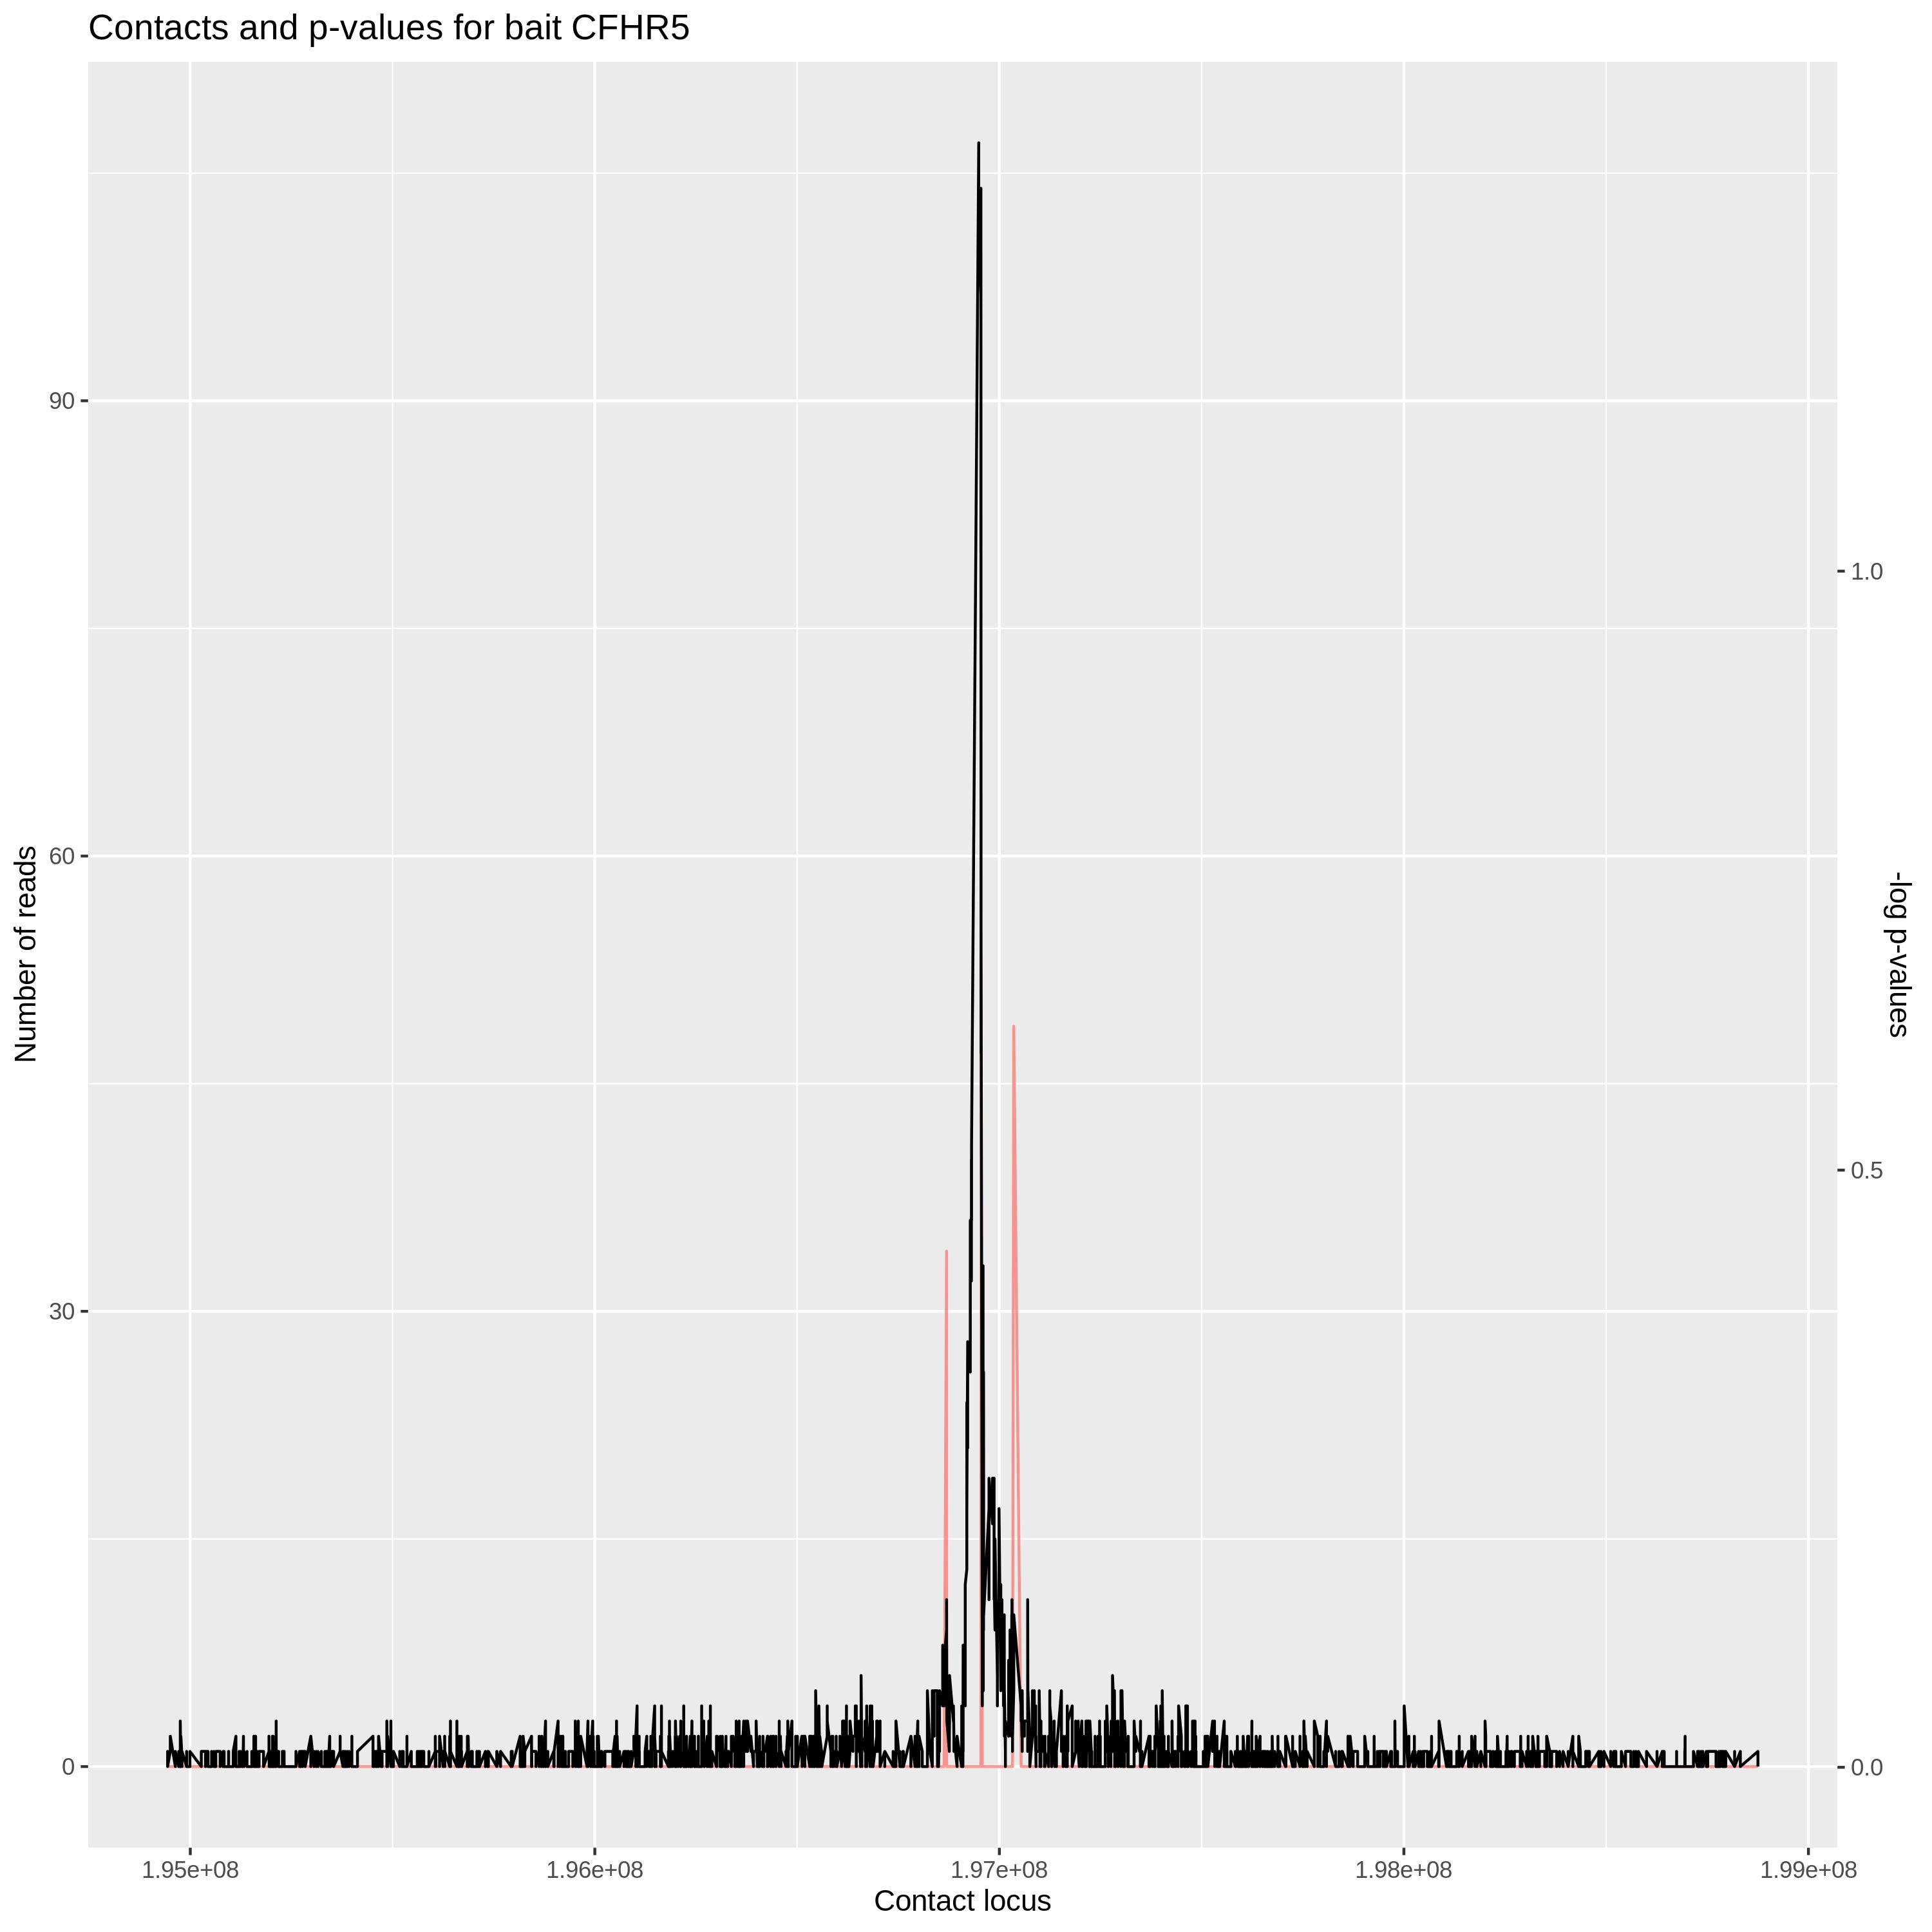 Contacts and p-values for bait CFHR5
90
60
30
0
Number of reads
1.0
0.5
0.0
-log p-values
1.95e+08
1.96e+08
1.97e+08
1.98e+08
1.99e+08
Contact locus